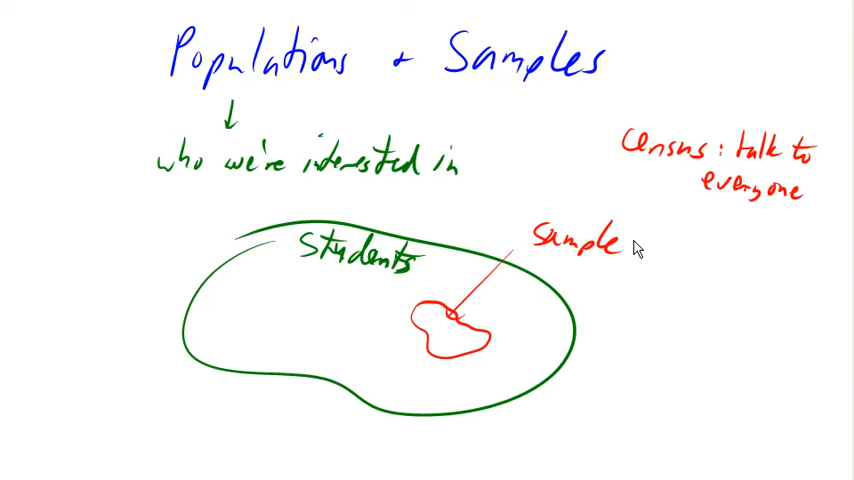 Populations + Samples
who we're interested in
Census: talk to
everyone
Students
Sample